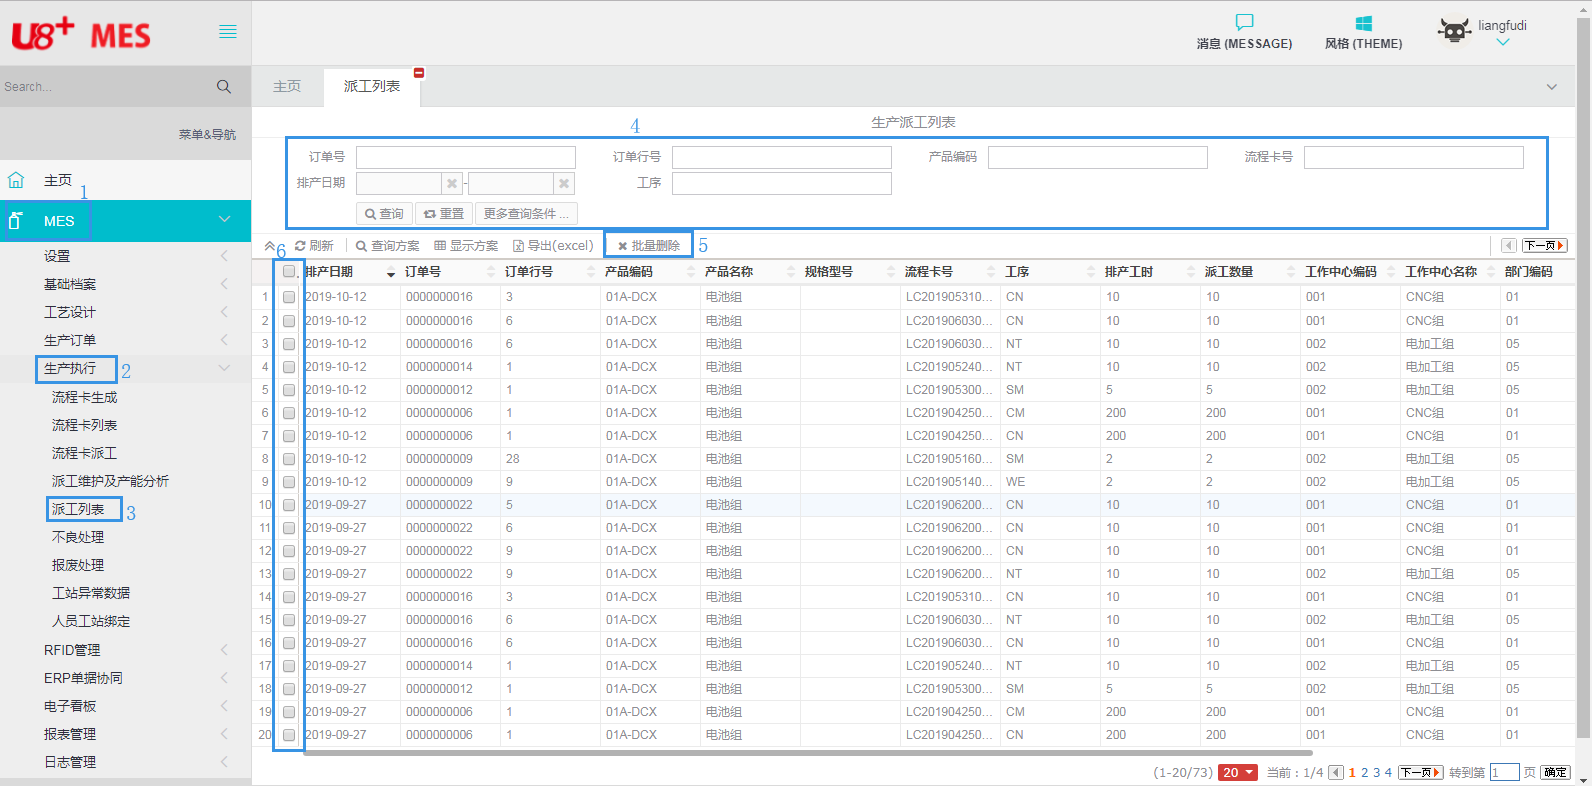 U8+ MES
消息 (MESSAGE)
风格 (THEME)
liangfudi
Search...
主页
派工列表
菜单&导航
生产派工列表
4
订单号
订单行号
产品编码
流程卡号
排产日期
-
工序
查询
重置
更多查询条件 ...
主页
1
MES
设置
基础档案
工艺设计
生产订单
生产执行
2
流程卡生成
流程卡列表
流程卡派工
派工维护及产能分析
派工列表
3
不良处理
报废处理
工站异常数据
人员工站绑定
RFID管理
ERP单据协同
电子看板
报表管理
日志管理
6
刷新
查询方案
显示方案
导出(excel)
批量删除
5
下一页
排产日期 订单号 订单行号 产品编码 产品名称 规格型号 流程卡号 工序 排产工时 派工数量 工作中心编码 工作中心名称 部门编码
1 2019-10-12 0000000016 3 01A-DCX 电池组 LC201905310... CN 10 10 001 CNC组 01
2 2019-10-12 0000000016 6 01A-DCX 电池组 LC201906030... CN 10 10 001 CNC组 01
3 2019-10-12 0000000016 6 01A-DCX 电池组 LC201906030... NT 10 10 002 电加工组 05
4 2019-10-12 0000000014 1 01A-DCX 电池组 LC201905240... NT 10 10 002 电加工组 05
5 2019-10-12 0000000012 1 01A-DCX 电池组 LC201905300... SM 5 5 002 电加工组 05
6 2019-10-12 0000000006 1 01A-DCX 电池组 LC201904250... CM 200 200 001 CNC组 01
7 2019-10-12 0000000006 1 01A-DCX 电池组 LC201904250... CN 200 200 001 CNC组 01
8 2019-10-12 0000000009 28 01A-DCX 电池组 LC201905160... SM 2 2 002 电加工组 05
9 2019-10-12 0000000009 9 01A-DCX 电池组 LC201905140... WE 2 2 002 电加工组 05
10 2019-09-27 0000000022 5 01A-DCX 电池组 LC201906200... CN 10 10 001 CNC组 01
11 2019-09-27 0000000022 6 01A-DCX 电池组 LC201906200... CN 10 10 001 CNC组 01
12 2019-09-27 0000000022 9 01A-DCX 电池组 LC201906200... CN 10 10 001 CNC组 01
13 2019-09-27 0000000022 9 01A-DCX 电池组 LC201906200... NT 10 10 002 电加工组 05
14 2019-09-27 0000000016 3 01A-DCX 电池组 LC201905310... CN 10 10 001 CNC组 01
15 2019-09-27 0000000016 6 01A-DCX 电池组 LC201906030... NT 10 10 002 电加工组 05
16 2019-09-27 0000000016 6 01A-DCX 电池组 LC201906030... CN 10 10 001 CNC组 01
17 2019-09-27 0000000014 1 01A-DCX 电池组 LC201905240... NT 10 10 002 电加工组 05
18 2019-09-27 0000000012 1 01A-DCX 电池组 LC201905300... SM 5 5 002 电加工组 05
19 2019-09-27 0000000006 1 01A-DCX 电池组 LC201904250... CM 200 200 001 CNC组 01
20 2019-09-27 0000000006 1 01A-DCX 电池组 LC201904250... CN 200 200 001 CNC组 01
(1-20/73) 20 当前 : 1/4 1 2 3 4 下一页 转到第 1 页 确定